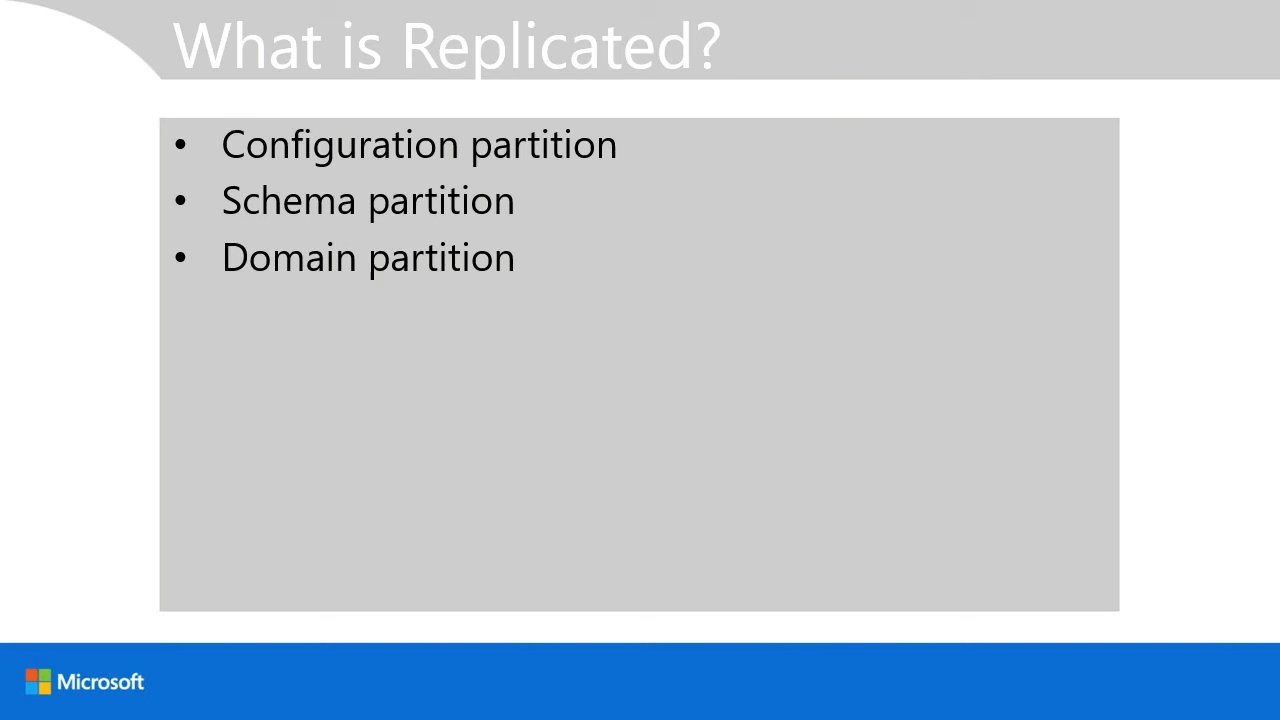 What is Replicated?
• Configuration partition
• Schema partition
• Domain partition
Microsoft